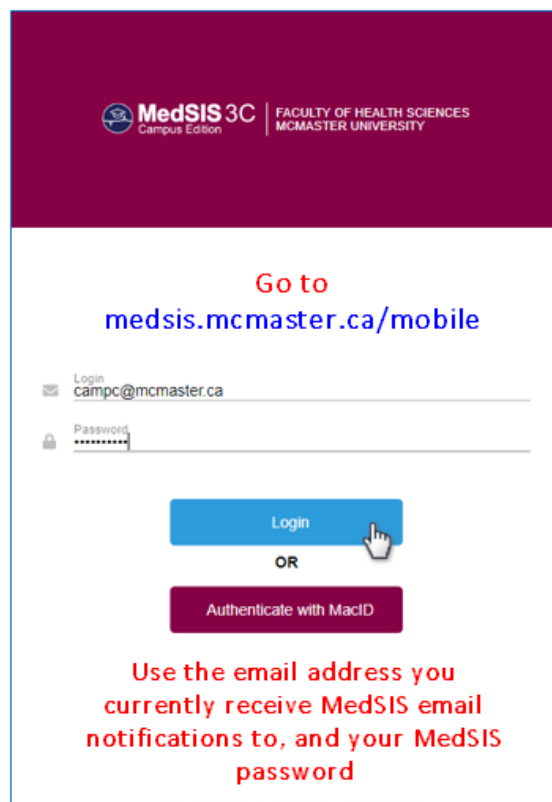 MedSIS 3C
Campus Edition
FACULTY OF HEALTH SCIENCES
MCMASTER UNIVERSITY
Go to
medsis.mcmaster.ca/mobile
Login
campc@mcmaster.ca
Password
••••••••••
Login
OR
Authenticate with MacID
Use the email address you
currently receive MedSIS email
notifications to, and your MedSIS
password